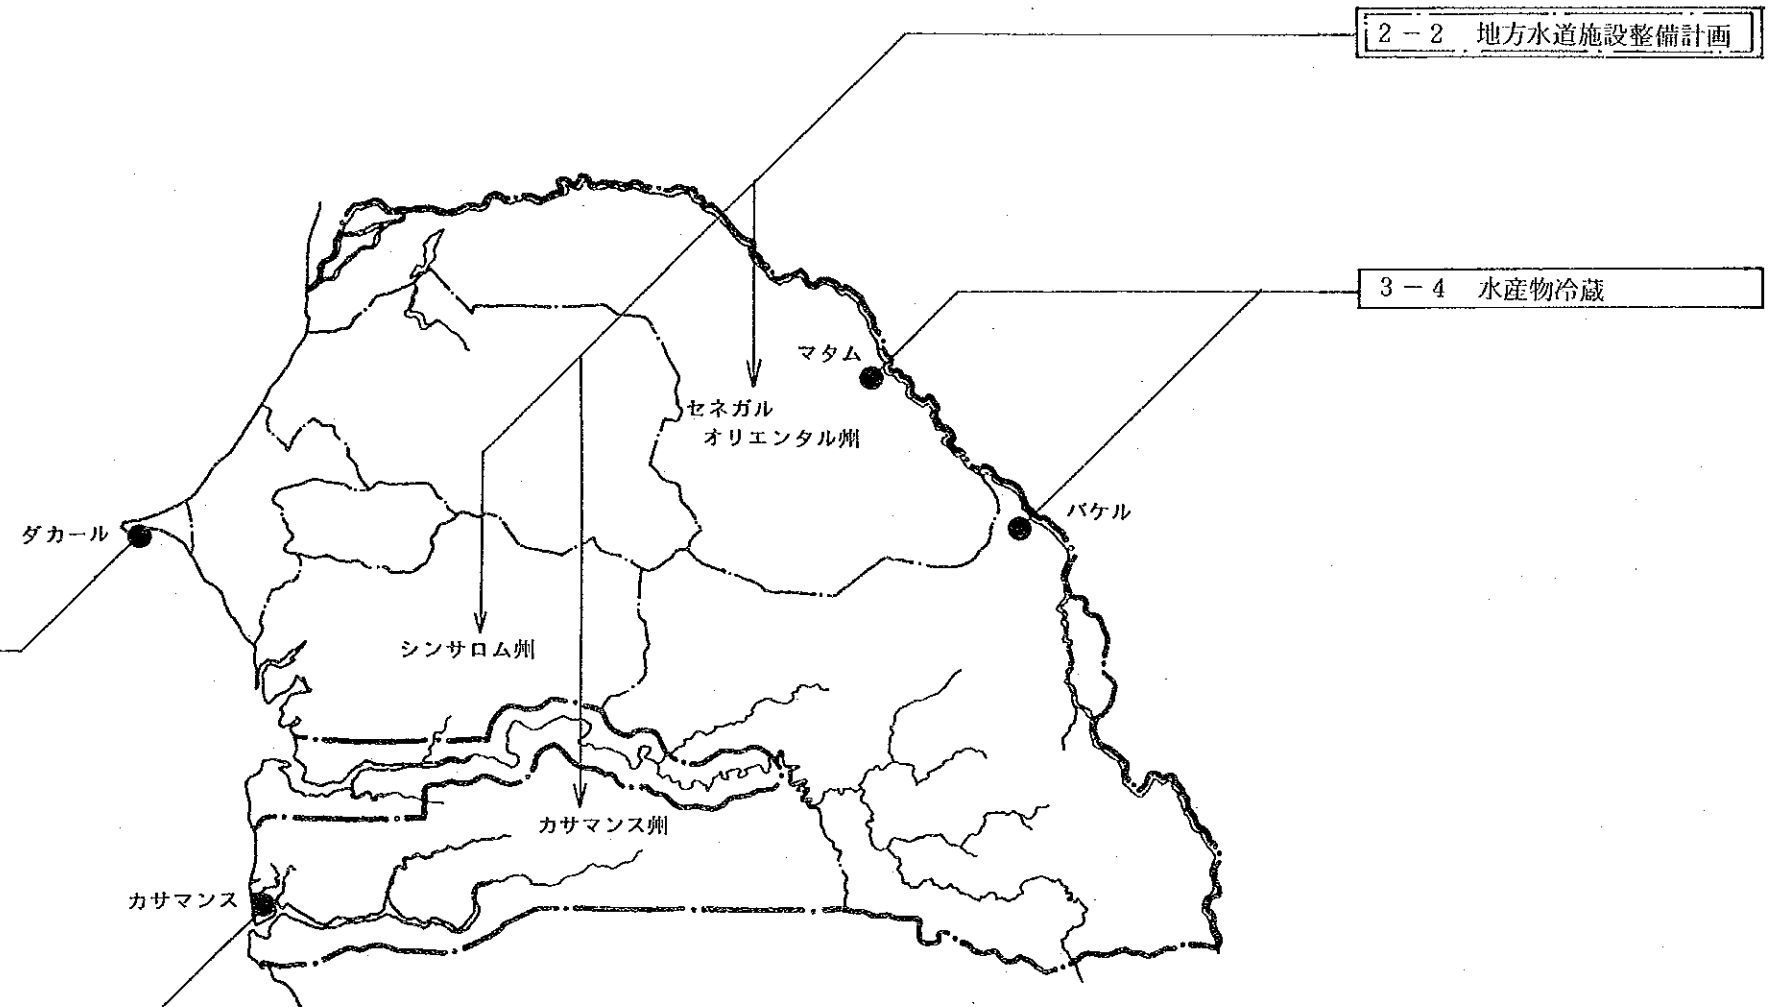 2－2 地方水道施設整備計画
3－4 水産物冷蔵
マタム
セネガル
オリエンタル州
バケル
ダカール
シンサロム州
カサマンス州
カサマンス